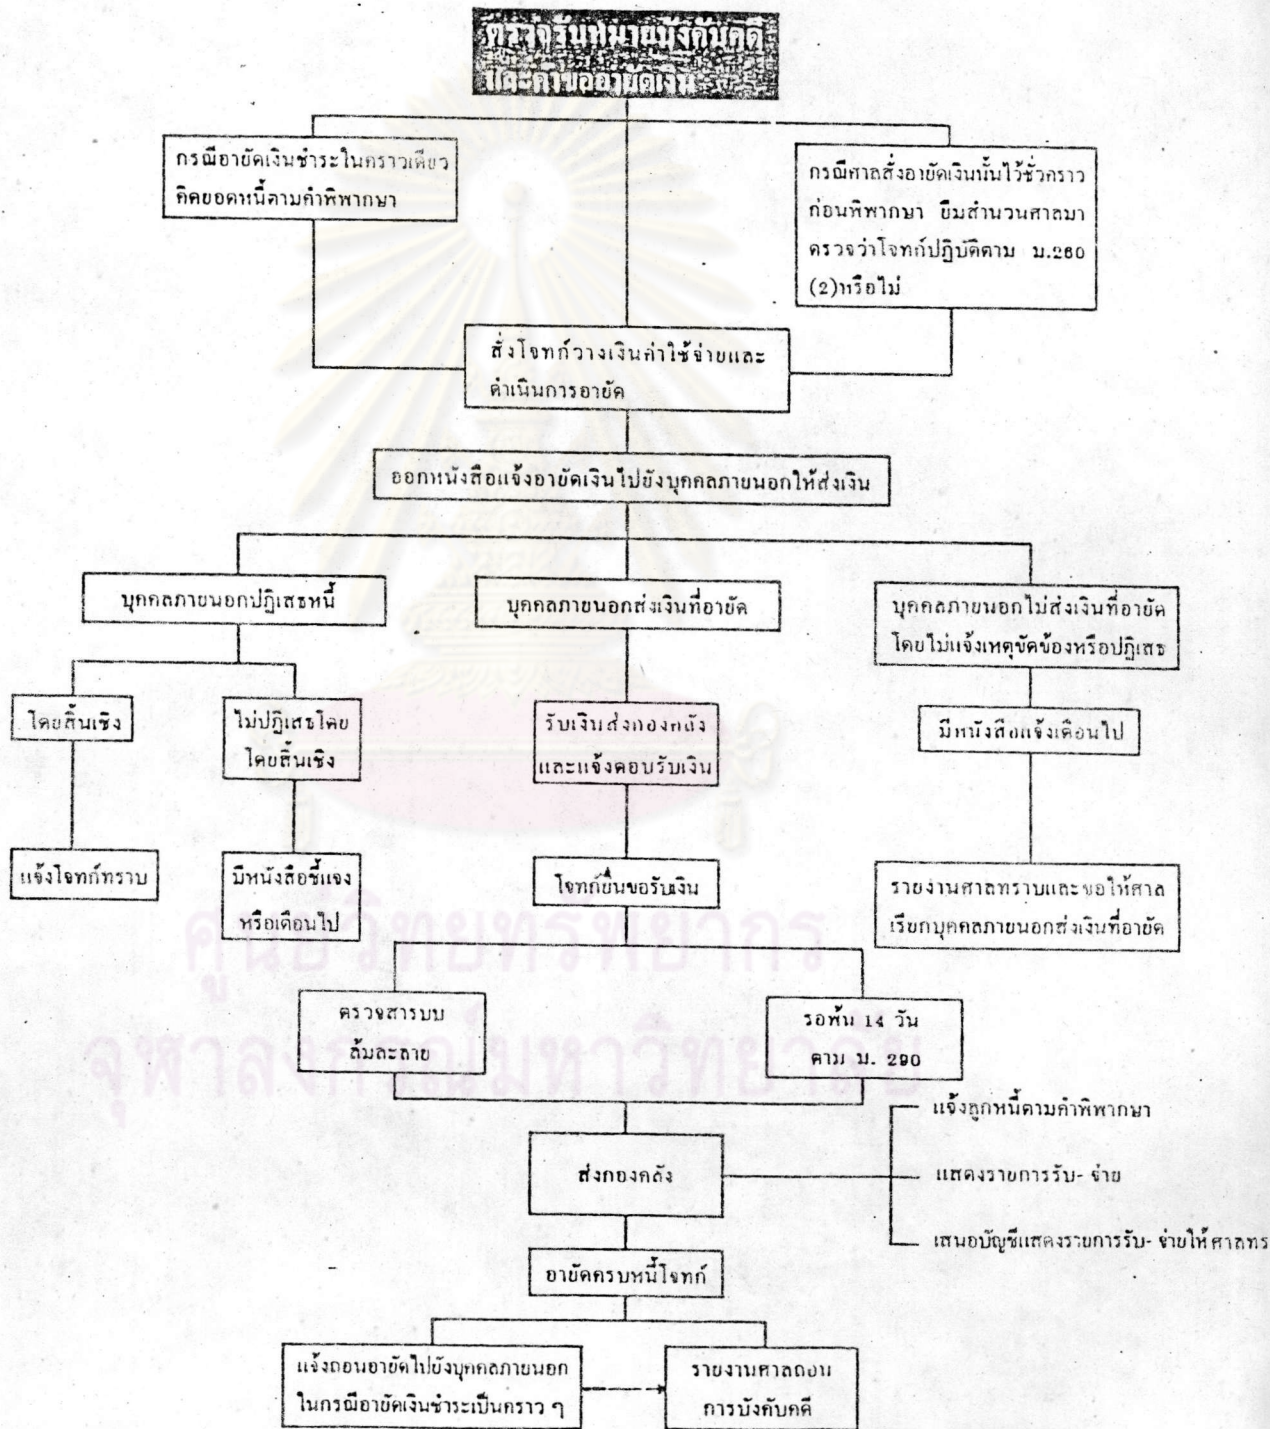 ตรวจรับหมายบังคับคดี
และคำขออายัดเงิน
กรณีอายัดเงินชำระในคราวเดียว
คิดยอดหนี้ตามคำพิพากษา
กรณีศาลสั่งอายัดเงินนั้นไว้ชั่วคราว
ก่อนพิพากษา ยืมสำนวนศาลมา
ตรวจว่าโจทก์ปฏิบัติตาม ม.260
(2)หรือไม่
สั่งโจทก์วางเงินค่าใช้จ่ายและ
ดำเนินการอายัด
ออกหนังสือแจ้งอายัดเงินไปยังบุคคลภายนอกให้ส่งเงิน
บุคคลภายนอกปฏิเสธหนี้
บุคคลภายนอกส่งเงินที่อายัด
บุคคลภายนอกไม่ส่งเงินที่อายัด
โดยไม่แจ้งเหตุขัดข้องหรือปฏิเสธ
โดยสิ้นเชิง
ไม่ปฏิเสธโดย
โดยสิ้นเชิง
รับเงินส่งกองคลัง
และแจ้งตอบรับเงิน
มีหนังสือแจ้งเตือนไป
แจ้งโจทก์ทราบ
มีหนังสือชี้แจง
หรือเตือนไป
โจทก์ยื่นขอรับเงิน
รายงานศาลทราบและขอให้ศาล
เรียกบุคคลภายนอกส่งเงินที่อายัด
ศูนย์วิทยทรัพยากร
จุฬาลงกรณ์มหาวิทยาลัย
ตรวจสารบบ
ล้มละลาย
รอพ้น 14 วัน
ตาม ม. 290
ส่งกองคลัง
แจ้งลูกหนี้ตามคำพิพากษา
แสดงรายการรับ- จ่าย
เสนอบัญชีแสดงรายการรับ- จ่ายให้ศาลทร
อายัดครบหนี้โจทก์
แจ้งถอนอายัดไปยังบุคคลภายนอก
ในกรณีอายัดเงินชำระเป็นคราว ๆ
รายงานศาลถอน
การบังคับคดี